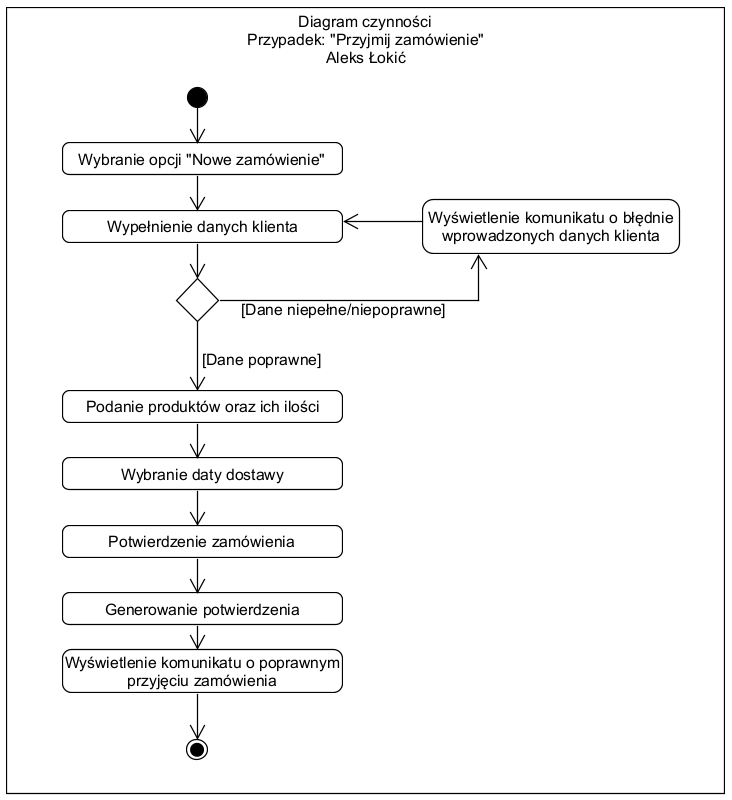 Diagram czynności
Przypadek: "Przyjmij zamówienie"
Aleks Łokić
Wybranie opcji "Nowe zamówienie"
Wypełnienie danych klienta
Wyświetlenie komunikatu o błędnie
wprowadzonych danych klienta
[Dane niepełne/niepoprawne]
[Dane poprawne]
Podanie produktów oraz ich ilości
Wybranie daty dostawy
Potwierdzenie zamówienia
Generowanie potwierdzenia
Wyświetlenie komunikatu o poprawnym
przyjęciu zamówienia